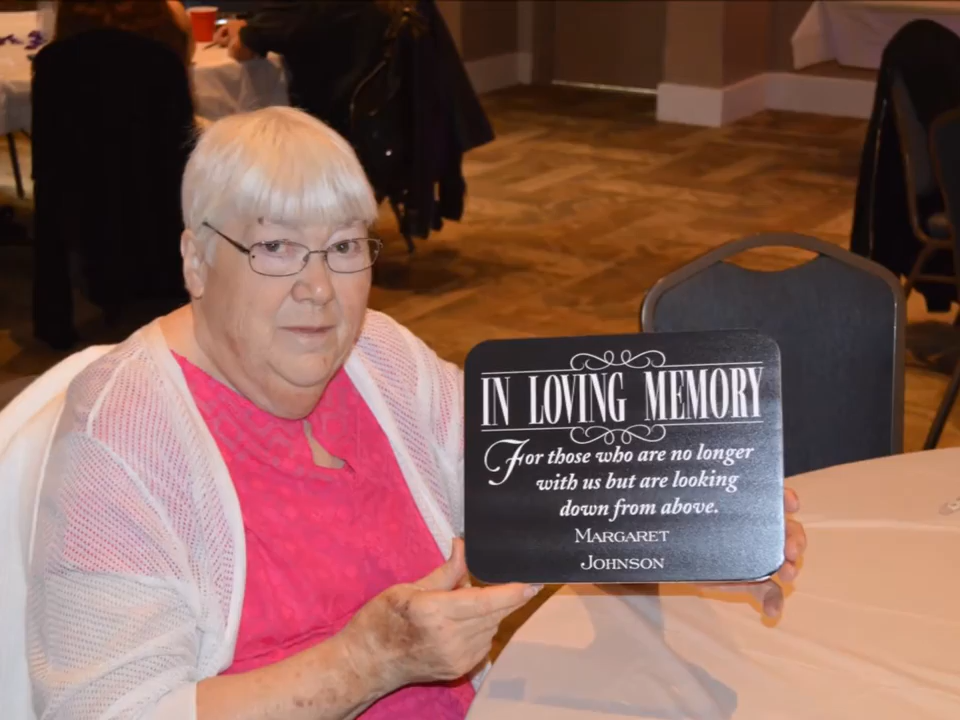 IN LOVING MEMORY
For those who are no longer
with us but are looking
down from above.
MARGARET
JOHNSON